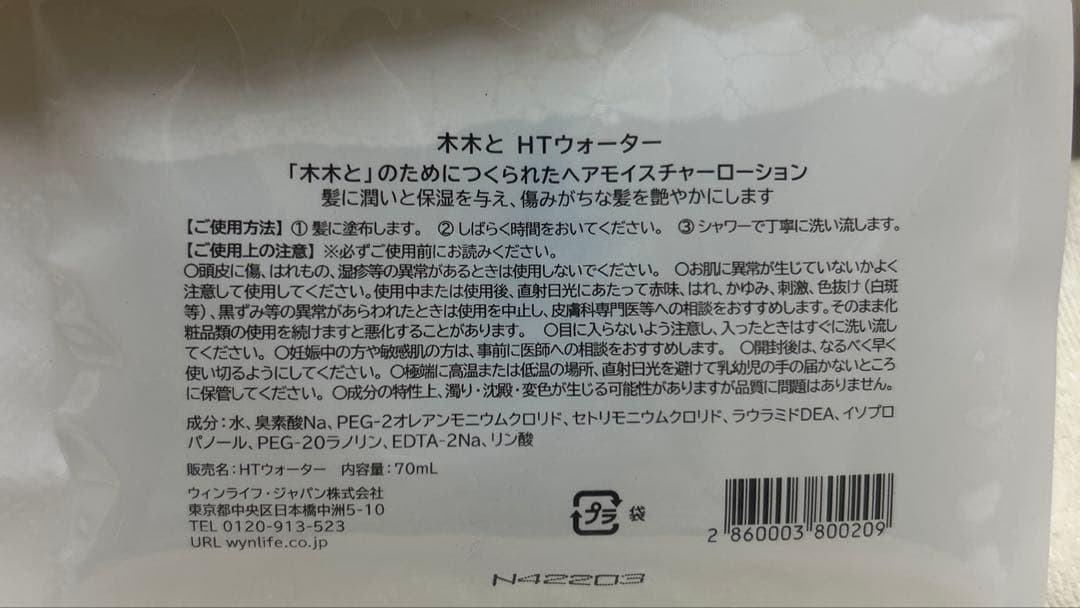 木木と HTウォーター
「木木と」のためにつくられたヘアモイスチャーローション
髪に潤いと保湿を与え、傷みがちな髪を艶やかにします
【ご使用方法】① 髪に塗布します。 ② しばらく時間をおいてください。 ③ シャワーで丁寧に洗い流します。
【ご使用上の注意】※必ずご使用前にお読みください。
○頭皮に傷、はれもの、湿疹等の異常があるときは使用しないでください。 ○お肌に異常が生じていないかよく
注意して使用してください。使用中または使用後、直射日光にあたって赤味、はれ、かゆみ、刺激、色抜け(白斑
等)、黒ずみ等の異常があらわれたときは使用を中止し、皮膚科専門医等への相談をおすすめします。そのまま化
粧品類の使用を続けますと悪化することがあります。 ○目に入らないよう注意し、入ったときはすぐに洗い流し
てください。 ○妊娠中の方や敏感肌の方は、事前に医師への相談をおすすめします。 ○開封後は、なるべく早く
使い切るようにしてください。 ○極端に高温または低温の場所、直射日光を避けて乳幼児の手の届かないところ
に保管してください。 ○成分の特性上、濁り・沈殿・変色が生じる可能性がありますが品質に問題はありません。
成分:水、臭素酸Na、PEG-2オレアンモニウムクロリド、セトリモニウムクロリド、ラウラミドDEA、イソプロ
パノール、PEG-20ラノリン、EDTA-2Na、リン酸
販売名:HTウォーター 内容量:70mL
ウィンライフ・ジャパン株式会社
東京都中央区日本橋中洲5-10
TEL 0120-913-523
URL wynlife.co.jp
プラ 袋
2 860003 800209
N42203